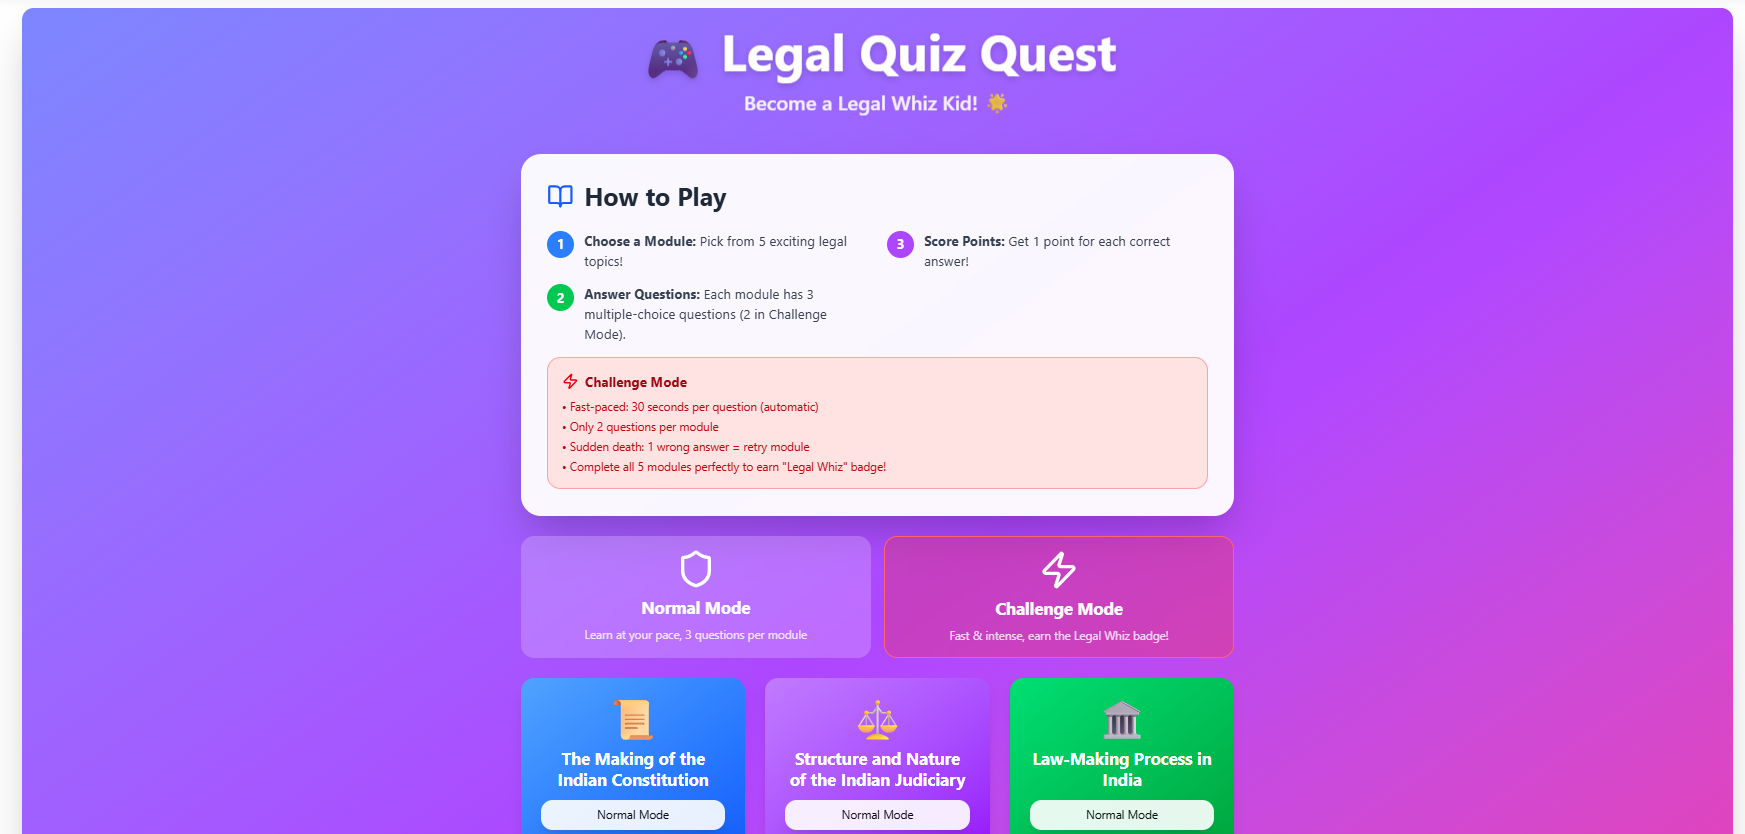 Legal Quiz Quest
Become a Legal Whiz Kid!
How to Play
1 Choose a Module: Pick from 5 exciting legal
topics!
2 Answer Questions: Each module has 3
multiple-choice questions (2 in Challenge
Mode).
3 Score Points: Get 1 point for each correct
answer!
Challenge Mode
• Fast-paced: 30 seconds per question (automatic)
• Only 2 questions per module
• Sudden death: 1 wrong answer = retry module
• Complete all 5 modules perfectly to earn "Legal Whiz" badge!
Normal Mode
Learn at your pace, 3 questions per module
Challenge Mode
Fast & intense, earn the Legal Whiz badge!
The Making of the
Indian Constitution
Normal Mode
Structure and Nature
of the Indian Judiciary
Normal Mode
Law-Making Process in
India
Normal Mode